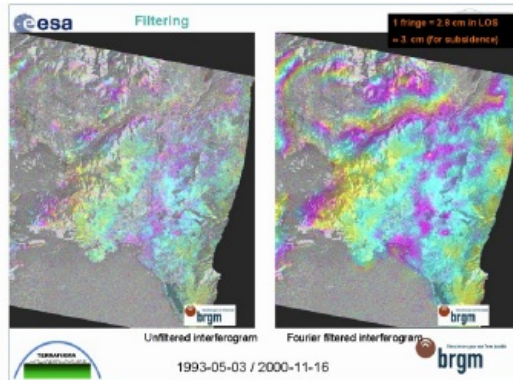 esa
Filtering
1 fringe = 2.8 cm in LOS
≈ 3 cm (for subsidence)
brgm
brgm
Unfiltered interferogram
Fourier filtered interferogram
TERRAFIRMA
1993-05-03 / 2000-11-16
brgm